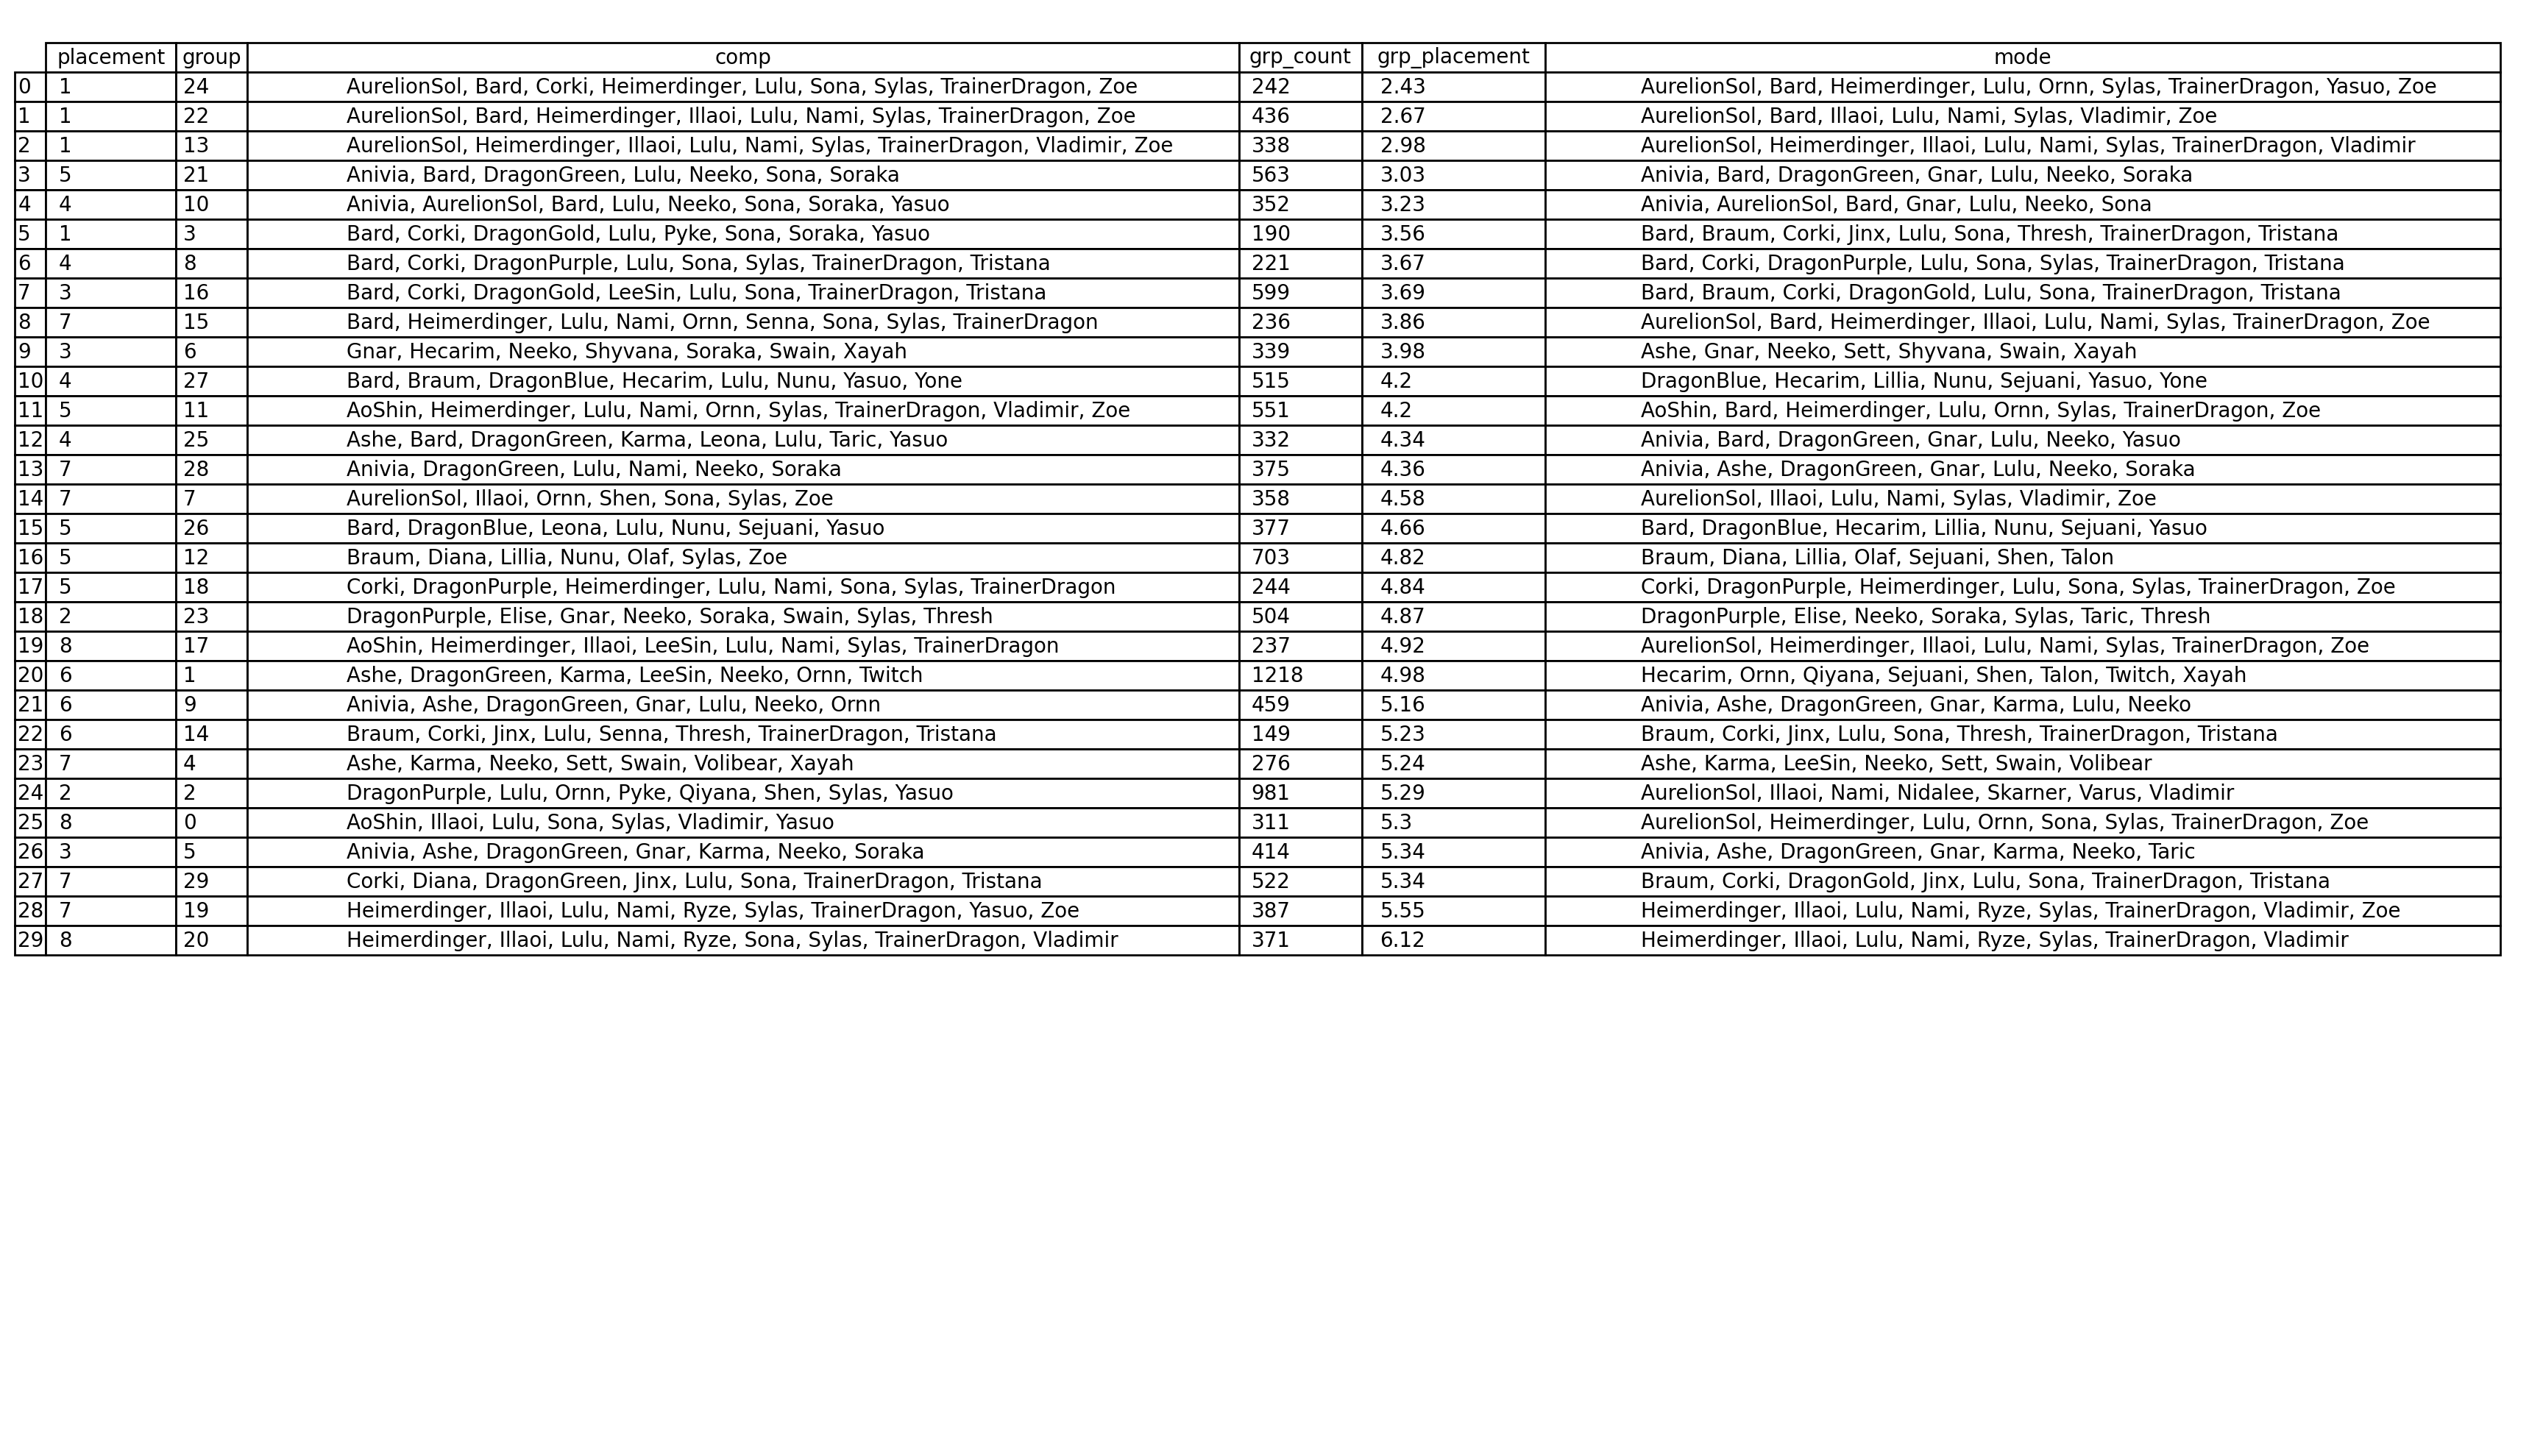 placement group comp grp_count grp_placement mode
0 1 24 AurelionSol, Bard, Corki, Heimerdinger, Lulu, Sona, Sylas, TrainerDragon, Zoe 242 2.43 AurelionSol, Bard, Heimerdinger, Lulu, Ornn, Sylas, TrainerDragon, Yasuo, Zoe
1 1 22 AurelionSol, Bard, Heimerdinger, Illaoi, Lulu, Nami, Sylas, TrainerDragon, Zoe 436 2.67 AurelionSol, Bard, Illaoi, Lulu, Nami, Sylas, Vladimir, Zoe
2 1 13 AurelionSol, Heimerdinger, Illaoi, Lulu, Nami, Sylas, TrainerDragon, Vladimir, Zoe 338 2.98 AurelionSol, Heimerdinger, Illaoi, Lulu, Nami, Sylas, TrainerDragon, Vladimir
3 5 21 Anivia, Bard, DragonGreen, Lulu, Neeko, Sona, Soraka 563 3.03 Anivia, Bard, DragonGreen, Gnar, Lulu, Neeko, Soraka
4 4 10 Anivia, AurelionSol, Bard, Lulu, Neeko, Sona, Soraka, Yasuo 352 3.23 Anivia, AurelionSol, Bard, Gnar, Lulu, Neeko, Sona
5 1 3 Bard, Corki, DragonGold, Lulu, Pyke, Sona, Soraka, Yasuo 190 3.56 Bard, Braum, Corki, Jinx, Lulu, Sona, Thresh, TrainerDragon, Tristana
6 4 8 Bard, Corki, DragonPurple, Lulu, Sona, Sylas, TrainerDragon, Tristana 221 3.67 Bard, Corki, DragonPurple, Lulu, Sona, Sylas, TrainerDragon, Tristana
7 3 16 Bard, Corki, DragonGold, LeeSin, Lulu, Sona, TrainerDragon, Tristana 599 3.69 Bard, Braum, Corki, DragonGold, Lulu, Sona, TrainerDragon, Tristana
8 7 15 Bard, Heimerdinger, Lulu, Nami, Ornn, Senna, Sona, Sylas, TrainerDragon 236 3.86 AurelionSol, Bard, Heimerdinger, Illaoi, Lulu, Nami, Sylas, TrainerDragon, Zoe
9 3 6 Gnar, Hecarim, Neeko, Shyvana, Soraka, Swain, Xayah 339 3.98 Ashe, Gnar, Neeko, Sett, Shyvana, Swain, Xayah
10 4 27 Bard, Braum, DragonBlue, Hecarim, Lulu, Nunu, Yasuo, Yone 515 4.2 DragonBlue, Hecarim, Lillia, Nunu, Sejuani, Yasuo, Yone
11 5 11 AoShin, Heimerdinger, Lulu, Nami, Ornn, Sylas, TrainerDragon, Vladimir, Zoe 551 4.2 AoShin, Bard, Heimerdinger, Lulu, Ornn, Sylas, TrainerDragon, Zoe
12 4 25 Ashe, Bard, DragonGreen, Karma, Leona, Lulu, Taric, Yasuo 332 4.34 Anivia, Bard, DragonGreen, Gnar, Lulu, Neeko, Yasuo
13 7 28 Anivia, DragonGreen, Lulu, Nami, Neeko, Soraka 375 4.36 Anivia, Ashe, DragonGreen, Gnar, Lulu, Neeko, Soraka
14 7 7 AurelionSol, Illaoi, Ornn, Shen, Sona, Sylas, Zoe 358 4.58 AurelionSol, Illaoi, Lulu, Nami, Sylas, Vladimir, Zoe
15 5 26 Bard, DragonBlue, Leona, Lulu, Nunu, Sejuani, Yasuo 377 4.66 Bard, DragonBlue, Hecarim, Lillia, Nunu, Sejuani, Yasuo
16 5 12 Braum, Diana, Lillia, Nunu, Olaf, Sylas, Zoe 703 4.82 Braum, Diana, Lillia, Olaf, Sejuani, Shen, Talon
17 5 18 Corki, DragonPurple, Heimerdinger, Lulu, Nami, Sona, Sylas, TrainerDragon 244 4.84 Corki, DragonPurple, Heimerdinger, Lulu, Sona, Sylas, TrainerDragon, Zoe
18 2 23 DragonPurple, Elise, Gnar, Neeko, Soraka, Swain, Sylas, Thresh 504 4.87 DragonPurple, Elise, Neeko, Soraka, Sylas, Taric, Thresh
19 8 17 AoShin, Heimerdinger, Illaoi, LeeSin, Lulu, Nami, Sylas, TrainerDragon 237 4.92 AurelionSol, Heimerdinger, Illaoi, Lulu, Nami, Sylas, TrainerDragon, Zoe
20 6 1 Ashe, DragonGreen, Karma, LeeSin, Neeko, Ornn, Twitch 1218 4.98 Hecarim, Ornn, Qiyana, Sejuani, Shen, Talon, Twitch, Xayah
21 6 9 Anivia, Ashe, DragonGreen, Gnar, Lulu, Neeko, Ornn 459 5.16 Anivia, Ashe, DragonGreen, Gnar, Karma, Lulu, Neeko
22 6 14 Braum, Corki, Jinx, Lulu, Senna, Thresh, TrainerDragon, Tristana 149 5.23 Braum, Corki, Jinx, Lulu, Sona, Thresh, TrainerDragon, Tristana
23 7 4 Ashe, Karma, Neeko, Sett, Swain, Volibear, Xayah 276 5.24 Ashe, Karma, LeeSin, Neeko, Sett, Swain, Volibear
24 2 2 DragonPurple, Lulu, Ornn, Pyke, Qiyana, Shen, Sylas, Yasuo 981 5.29 AurelionSol, Illaoi, Nami, Nidalee, Skarner, Varus, Vladimir
25 8 0 AoShin, Illaoi, Lulu, Sona, Sylas, Vladimir, Yasuo 311 5.3 AurelionSol, Heimerdinger, Lulu, Ornn, Sona, Sylas, TrainerDragon, Zoe
26 3 5 Anivia, Ashe, DragonGreen, Gnar, Karma, Neeko, Soraka 414 5.34 Anivia, Ashe, DragonGreen, Gnar, Karma, Neeko, Taric
27 7 29 Corki, Diana, DragonGreen, Jinx, Lulu, Sona, TrainerDragon, Tristana 522 5.34 Braum, Corki, DragonGold, Jinx, Lulu, Sona, TrainerDragon, Tristana
28 7 19 Heimerdinger, Illaoi, Lulu, Nami, Ryze, Sylas, TrainerDragon, Yasuo, Zoe 387 5.55 Heimerdinger, Illaoi, Lulu, Nami, Ryze, Sylas, TrainerDragon, Vladimir, Zoe
29 8 20 Heimerdinger, Illaoi, Lulu, Nami, Ryze, Sona, Sylas, TrainerDragon, Vladimir 371 6.12 Heimerdinger, Illaoi, Lulu, Nami, Ryze, Sylas, TrainerDragon, Vladimir